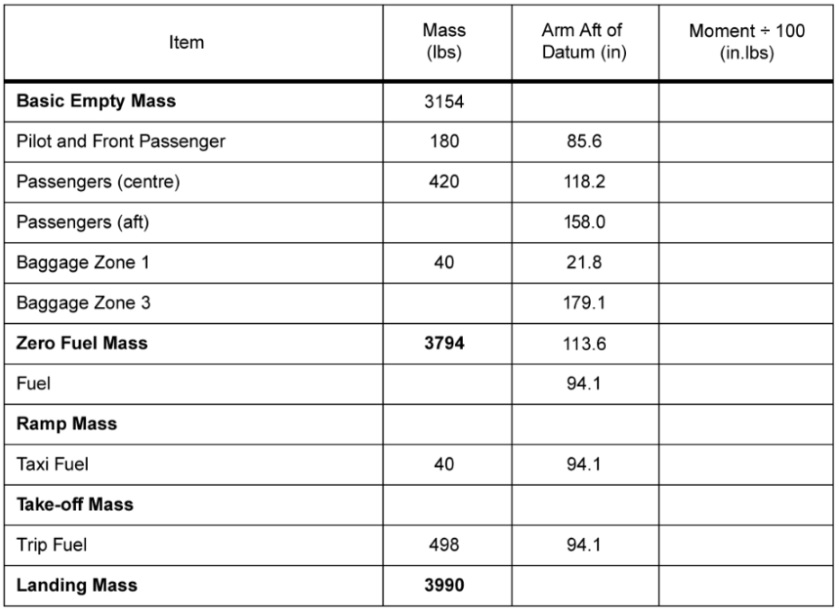 Item Mass (lbs) Arm Aft of Datum (in) Moment ÷ 100 (in.lbs)
Basic Empty Mass 3154
Pilot and Front Passenger 180 85.6
Passengers (centre) 420 118.2
Passengers (aft) 158.0
Baggage Zone 1 40 21.8
Baggage Zone 3 179.1
Zero Fuel Mass 3794 113.6
Fuel 94.1
Ramp Mass
Taxi Fuel 40 94.1
Take-off Mass
Trip Fuel 498 94.1
Landing Mass 3990